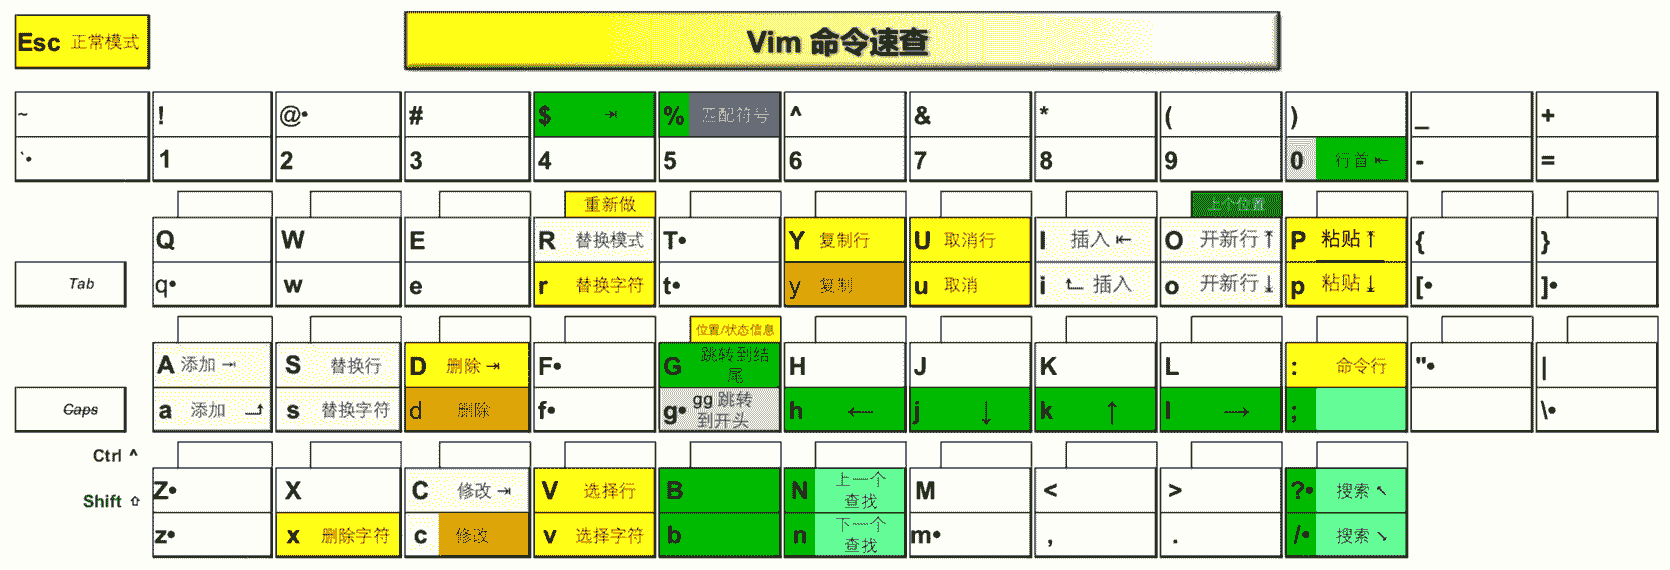 Esc 正常模式
Vim 命令速查
~ ! @• # $ ⇥ % 匹配符号 ^ & * ( ) _ +
`• 1 2 3 4 5 6 7 8 9 0 行首 ⇤ - =
重新做 上个位置
Q W E R 替换模式 T• Y 复制行 U 取消行 I 插入 ⇤ O 开新行 ⤒ P 粘贴 ⤒ { }
Tab q• w e r 替换字符 t• y 复制 u 取消 i 插入 o 开新行 ⤓ p 粘贴 ⤓ [• ]•
位置/状态信息
A 添加 ⇥ S 替换行 D 删除 ⇥ F• G 跳转到结
尾 H J K L : 命令行 "• |
Caps a 添加 s 替换字符 d 删除 f• g• gg 跳转
到开头 h ← j ↓ k ↑ l → ; \•
Ctrl ^
Z• X C 修改 ⇥ V 选择行 B N 上一个
查找 M < > ?• 搜索 ↖
Shift ⇧
z• x 删除字符 c 修改 v 选择字符 b n 下一个
查找 m• , . /• 搜索 ↘